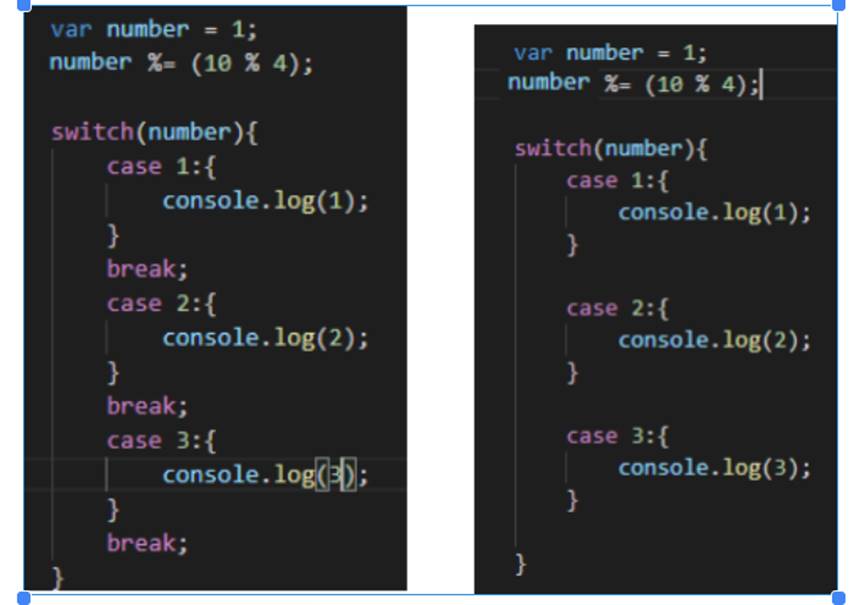 var number = 1;
number %= (10 % 4);
switch(number){
case 1:{
console.log(1);
}
break;
case 2:{
console.log(2);
}
break;
case 3:{
console.log(3);
}
break;
}
var number = 1;
number %= (10 % 4);
switch(number){
case 1:{
console.log(1);
}
case 2:{
console.log(2);
}
case 3:{
console.log(3);
}
}